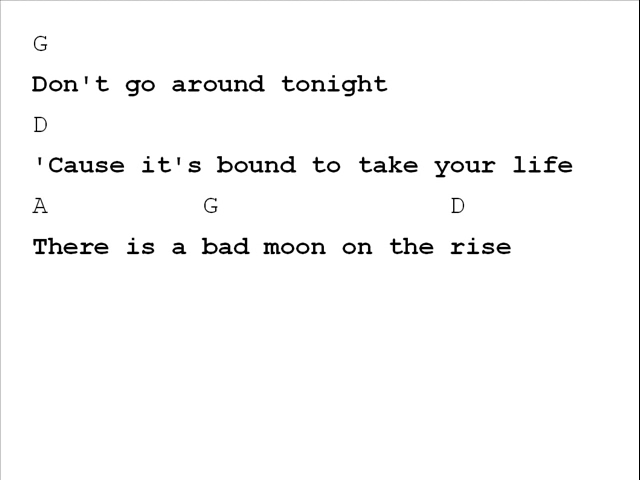 G
Don't go around tonight
D
'Cause it's bound to take your life
A          G               D
There is a bad moon on the rise